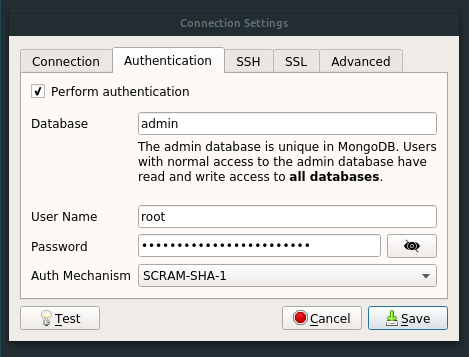 Connection Settings
Connection Authentication SSH SSL Advanced
Perform authentication
Database admin
The admin database is unique in MongoDB. Users
with normal access to the admin database have
read and write access to all databases.
User Name root
Password ••••••••••••••••••••••••
Auth Mechanism SCRAM-SHA-1
Test Cancel Save